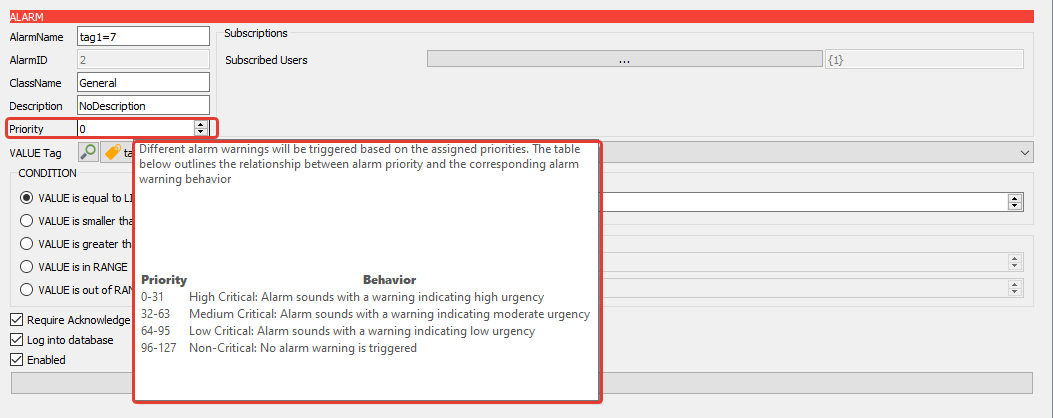 ALARM
AlarmName tag1=7
Subscriptions
AlarmID 2
Subscribed Users ... {1}
ClassName General
Description NoDescription
Priority 0
VALUE Tag ta
Different alarm warnings will be triggered based on the assigned priorities. The table
below outlines the relationship between alarm priority and the corresponding alarm
warning behavior
CONDITION
VALUE is equal to LI
VALUE is smaller tha
VALUE is greater th
VALUE is in RANGE
VALUE is out of RAN
Priority Behavior
0-31 High Critical: Alarm sounds with a warning indicating high urgency
32-63 Medium Critical: Alarm sounds with a warning indicating moderate urgency
64-95 Low Critical: Alarm sounds with a warning indicating low urgency
96-127 Non-Critical: No alarm warning is triggered
Require Acknowledge
Log into database
Enabled